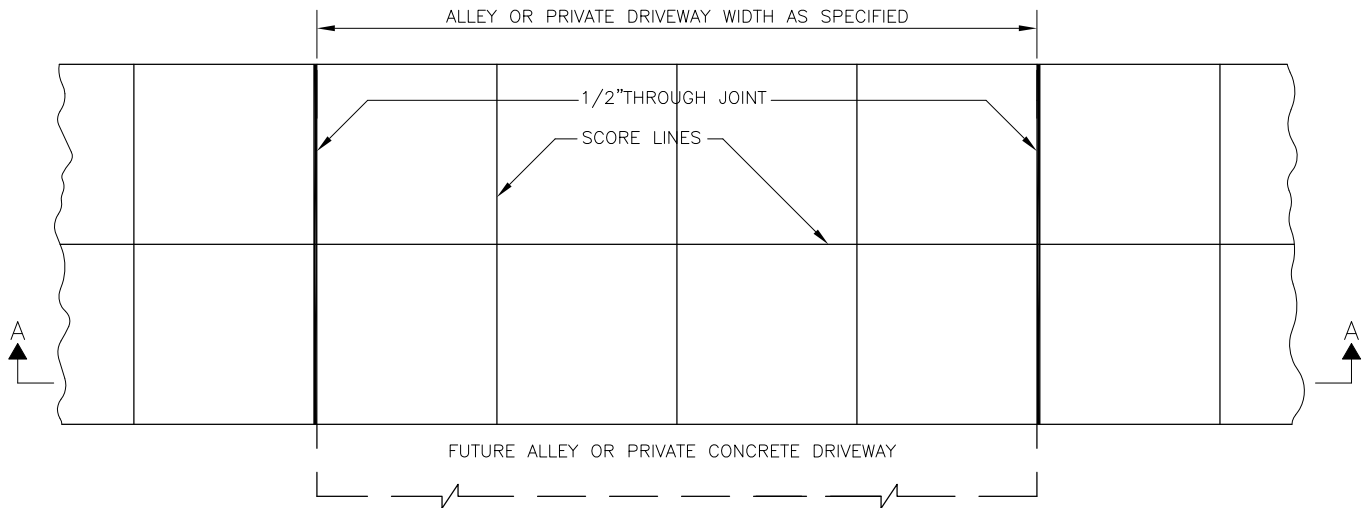 ALLEY OR PRIVATE DRIVEWAY WIDTH AS SPECIFIED
1/2”THROUGH JOINT
SCORE LINES
A
A
FUTURE ALLEY OR PRIVATE CONCRETE DRIVEWAY